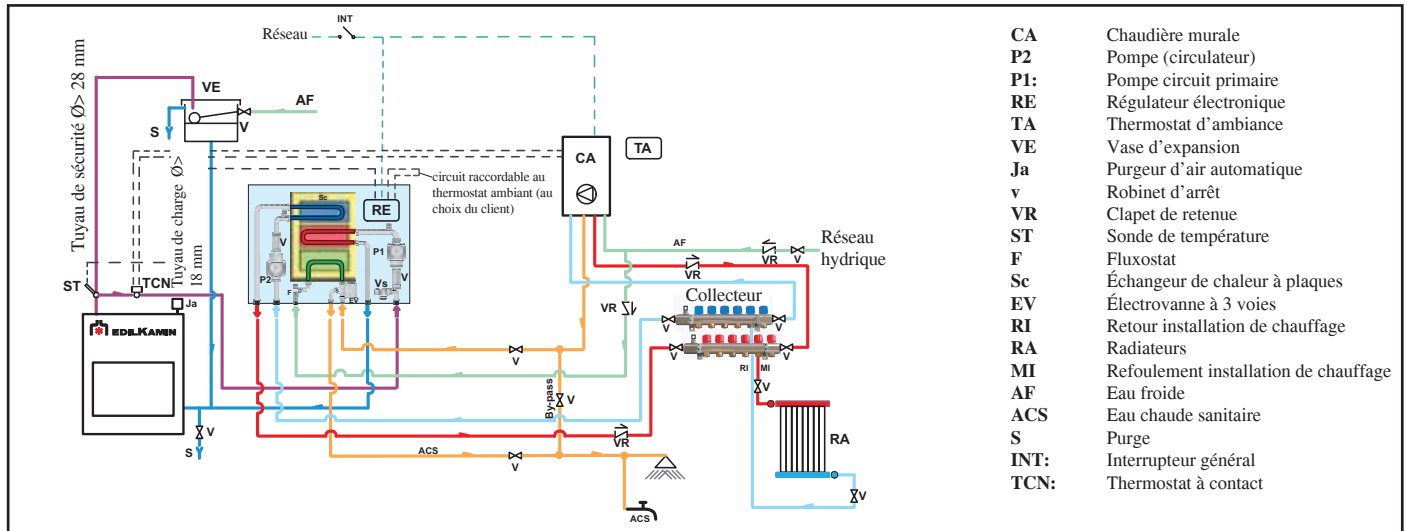 INT
Réseau
VE
AF
V
S
Tuyau de sécurité Ø> 28 mm
Tuyau de charge Ø>
18 mm
circuit raccordable au
thermostat ambiant (au
choix du client)
CA
TA
Sc
RE
V
P1
P2
V
Vs
F
EV
ST
TCN
Ja
EDILKAMIN
AF
VR
V
Réseau
hydrique
VR
VR
Collecteur
V
V
V
V
V
RI
MI
V
By-pass
V
VR
RA
V
S
ACS
V
V
ACS
CA Chaudière murale
P2 Pompe (circulateur)
P1: Pompe circuit primaire
RE Régulateur électronique
TA Thermostat d’ambiance
VE Vase d’expansion
Ja Purgeur d’air automatique
v Robinet d’arrêt
VR Clapet de retenue
ST Sonde de température
F Fluxostat
Sc Échangeur de chaleur à plaques
EV Électrovanne à 3 voies
RI Retour installation de chauffage
RA Radiateurs
MI Refoulement installation de chauffage
AF Eau froide
ACS Eau chaude sanitaire
S Purge
INT: Interrupteur général
TCN: Thermostat à contact